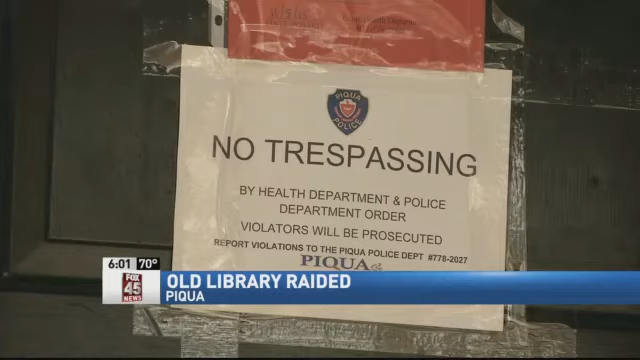 PIQUA
POLICE
NO TRESPASSING
BY HEALTH DEPARTMENT & POLICE
DEPARTMENT ORDER
VIOLATORS WILL BE PROSECUTED
REPORT VIOLATIONS TO THE PIQUA POLICE DEPT #778-2027
PIQUA
6:01 70°
FOX
45
NEWS
OLD LIBRARY RAIDED
PIQUA